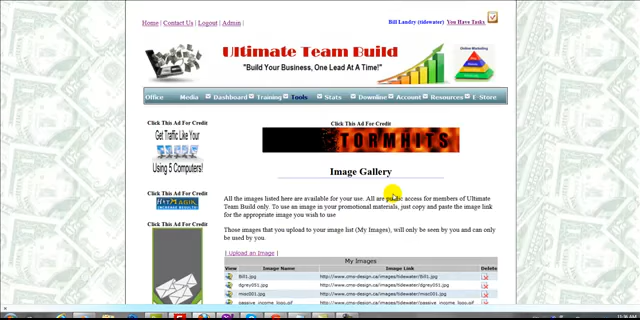 Home | Contact Us | Logout | Admin |
Bill Landry (tidewater) You Have Tasks
Ultimate Team Build
"Build Your Business, One Lead At A Time!"
Online Marketing
Office Media Dashboard Training Tools Stats Downline Account Resources E Store
Click This Ad For Credit
Get Traffic Like Your
Using 5 Computers!
Click This Ad For Credit
HitMagik
Click This Ad For Credit
TORMHITS
Image Gallery
All the images listed here are available for your use. All are public access for members of Ultimate
Team Build only. To use an image in your promotional materials, just copy and paste the image link
for the appropriate image you wish to use
Those images that you upload to your image list (My Images), will only be seen by you and can only
be used by you.
| Upload an Image |
My Images
View Image Name Image Link Delete
Bill1.jpg http://www.cmo-design.ca/images/tidewater/Bill1.jpg
dgrey051.jpg http://www.cmo-design.ca/images/tidewater/dgrey051.jpg
misc001.jpg http://www.cmo-design.ca/images/tidewater/misc001.jpg
11:36 AM